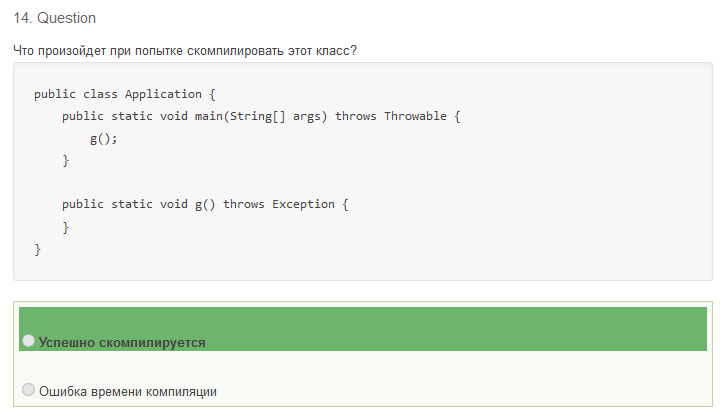 14. Question
Что произойдет при попытке скомпилировать этот класс?
public class Application {
    public static void main(String[] args) throws Throwable {
        g();
    }

    public static void g() throws Exception {
    }
}
Успешно скомпилируется
Ошибка времени компиляции